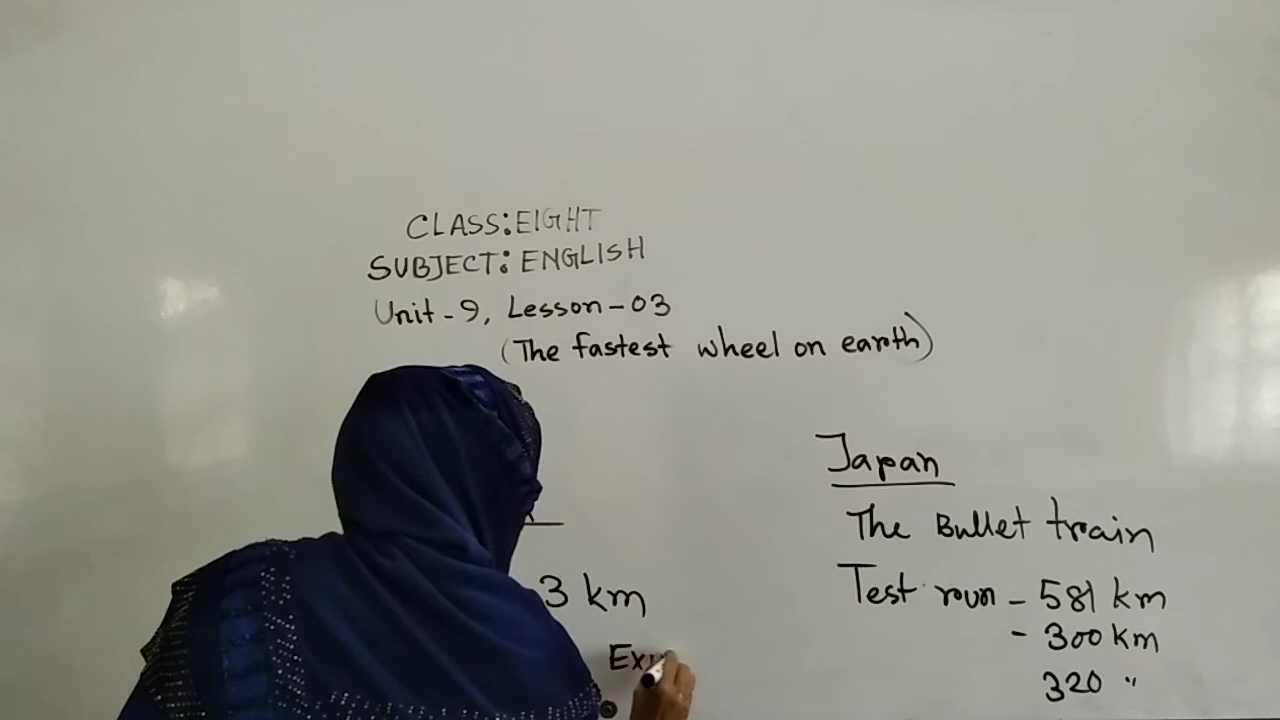 CLASS: EIGHT
SUBJECT: ENGLISH
Unit-9, Lesson-03
(The fastest wheel on earth)
3 km
Japan
The Bullet train
Test run - 581 km
- 300 km
320 "